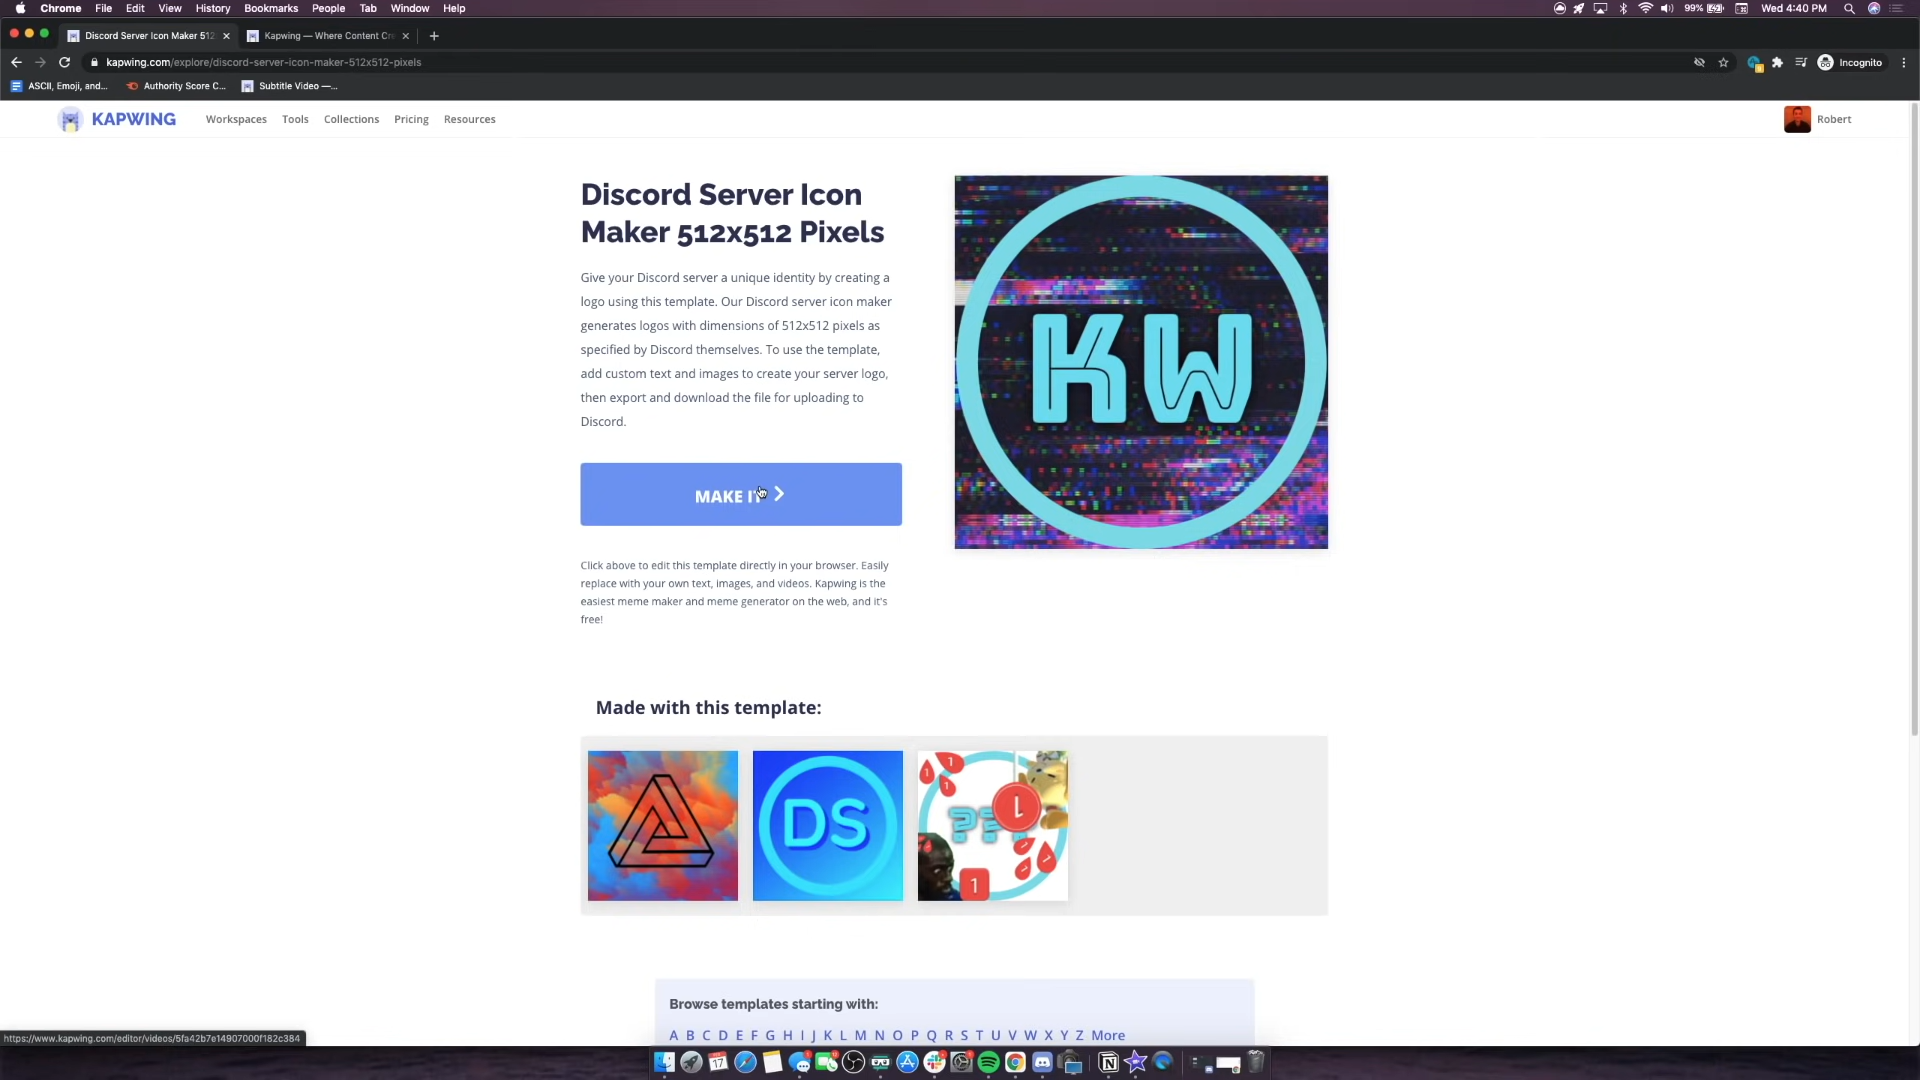 Chrome File Edit View History Bookmarks People Tab Window Help 99% Wed 4:40 PM
Discord Server Icon Maker 512 Kapwing — Where Content Cr
kapwing.com/explore/discord-server-icon-maker-512x512-pixels Incognito
ASCII, Emoji, and... Authority Score C... Subtitle Video —...
KAPWING Workspaces Tools Collections Pricing Resources Robert
Discord Server Icon
Maker 512x512 Pixels
Give your Discord server a unique identity by creating a
logo using this template. Our Discord server icon maker
generates logos with dimensions of 512x512 pixels as
specified by Discord themselves. To use the template,
add custom text and images to create your server logo,
then export and download the file for uploading to
Discord.
KW
MAKE IT
Click above to edit this template directly in your browser. Easily
replace with your own text, images, and videos. Kapwing is the
easiest meme maker and meme generator on the web, and it's
free!
Made with this template:
DS
???
1
1
1
1
Browse templates starting with:
A B C D E F G H I J K L M N O P Q R S T U V W X Y Z More
https://www.kapwing.com/editor/videos/5fa42b7e14907000f182c384
17